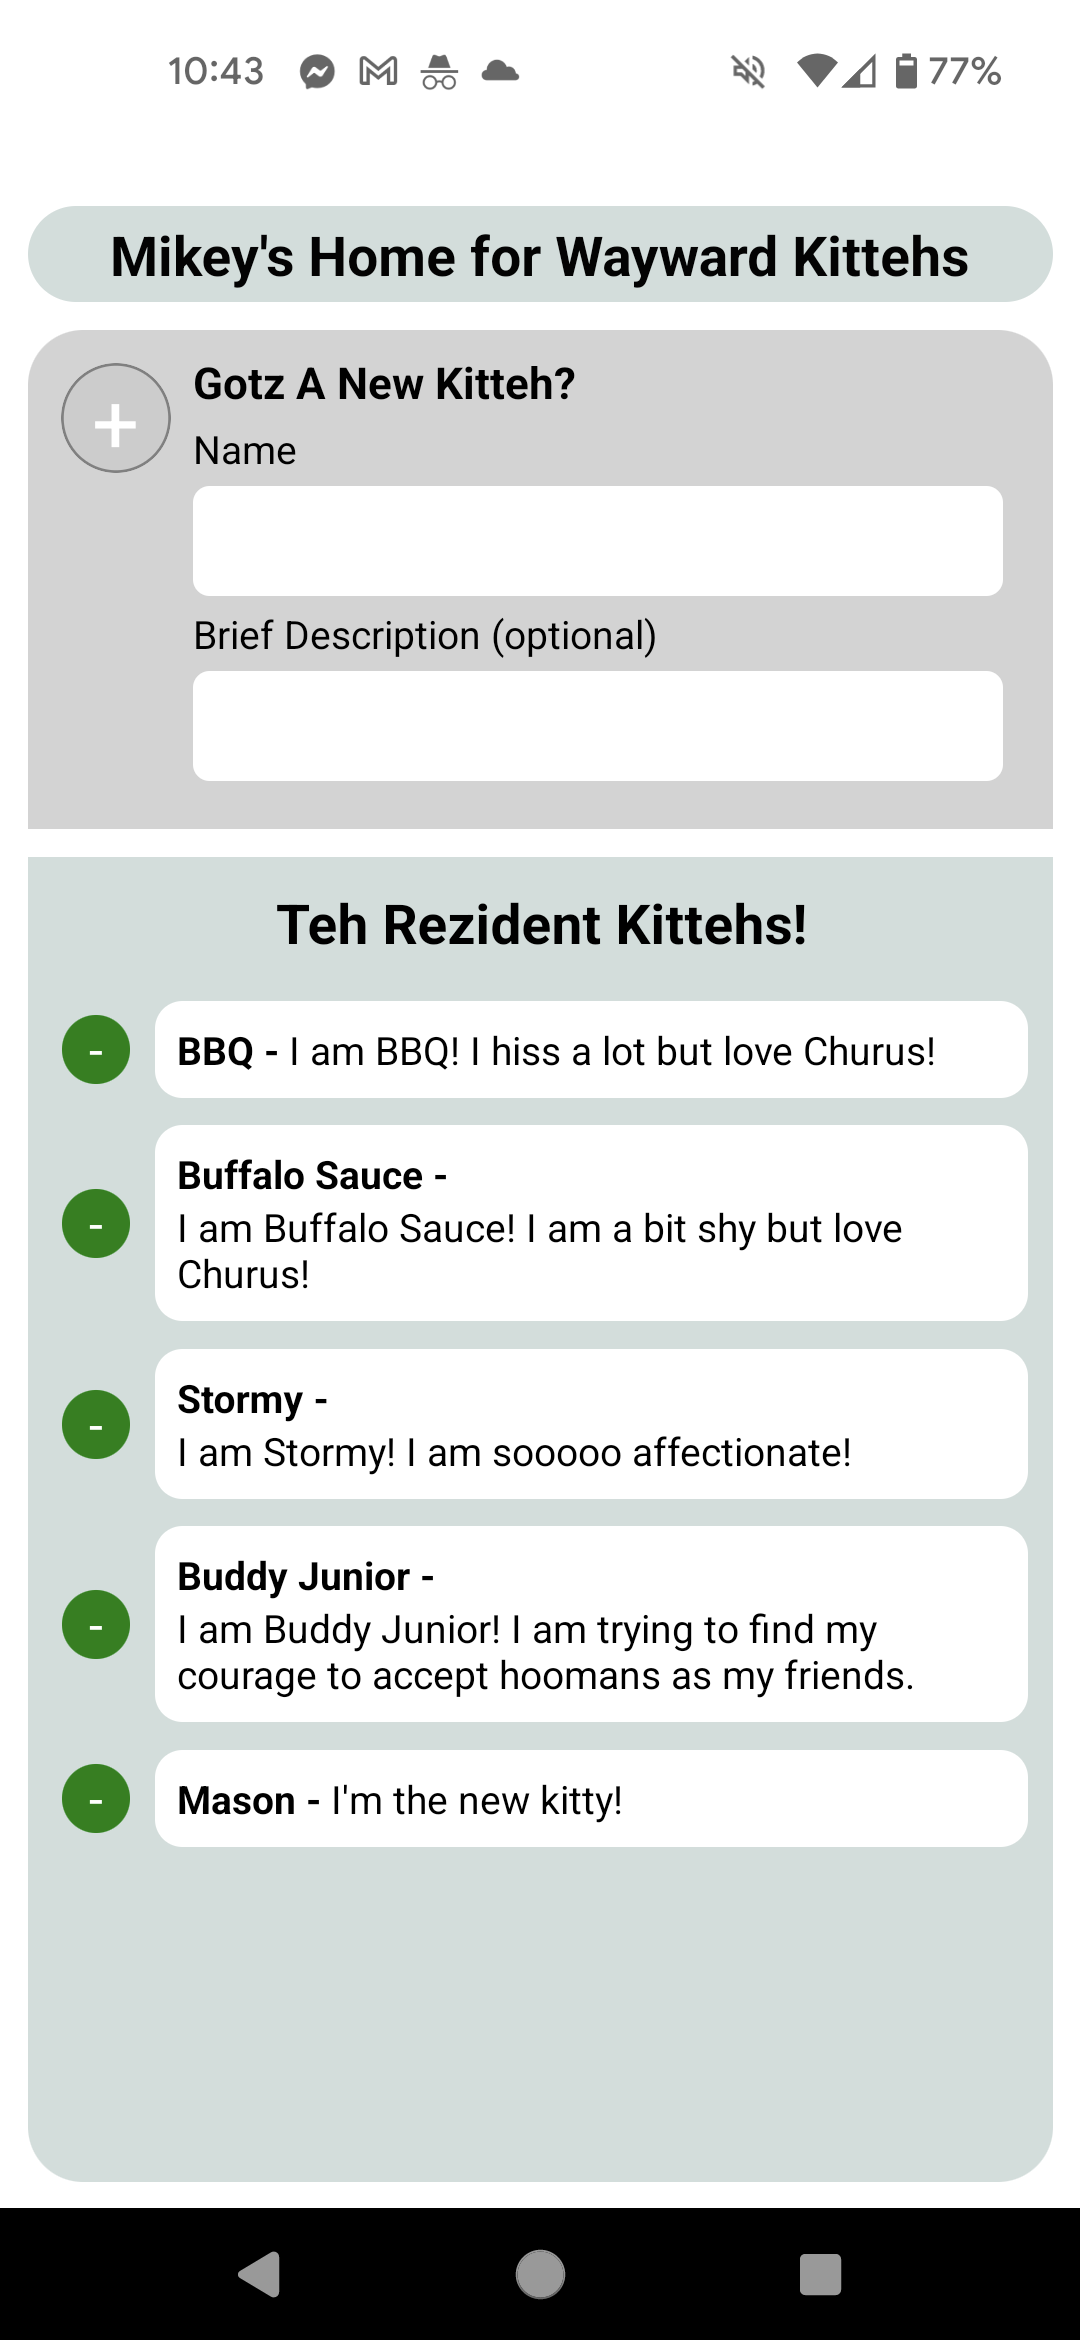 10:43
77%
Mikey's Home for Wayward Kittehs
+
Gotz A New Kitteh?
Name
Brief Description (optional)
Teh Rezident Kittehs!
-
BBQ - I am BBQ! I hiss a lot but love Churus!
-
Buffalo Sauce -
I am Buffalo Sauce! I am a bit shy but love
Churus!
-
Stormy -
I am Stormy! I am sooooo affectionate!
-
Buddy Junior -
I am Buddy Junior! I am trying to find my
courage to accept hoomans as my friends.
-
Mason - I'm the new kitty!